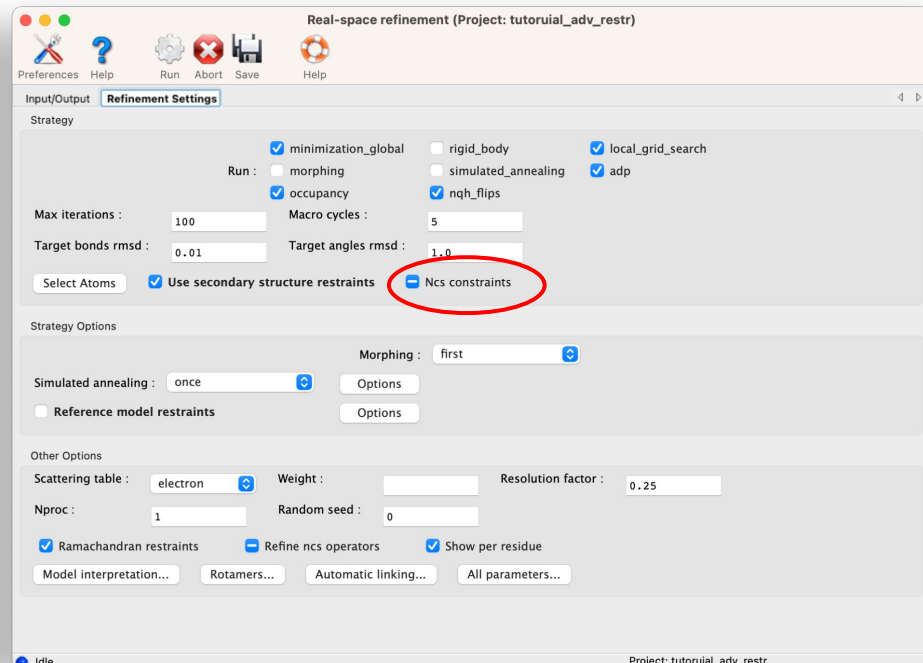 Real-space refinement (Project: tutoruial_adv_restr)
Preferences Help Run Abort Save Help
Input/Output Refinement Settings
Strategy
minimization_global rigid_body local_grid_search
Run : morphing simulated_annealing adp
occupancy nqh_flips
Max iterations : 100 Macro cycles : 5
Target bonds rmsd : 0.01 Target angles rmsd : 1.0
Select Atoms Use secondary structure restraints Ncs constraints
Strategy Options
Morphing : first
Simulated annealing : once Options
Reference model restraints Options
Other Options
Scattering table : electron Weight : Resolution factor : 0.25
Nproc : 1 Random seed : 0
Ramachandran restraints Refine ncs operators Show per residue
Model interpretation... Rotamers... Automatic linking... All parameters...
Idle Project: tutoruial_adv_restr